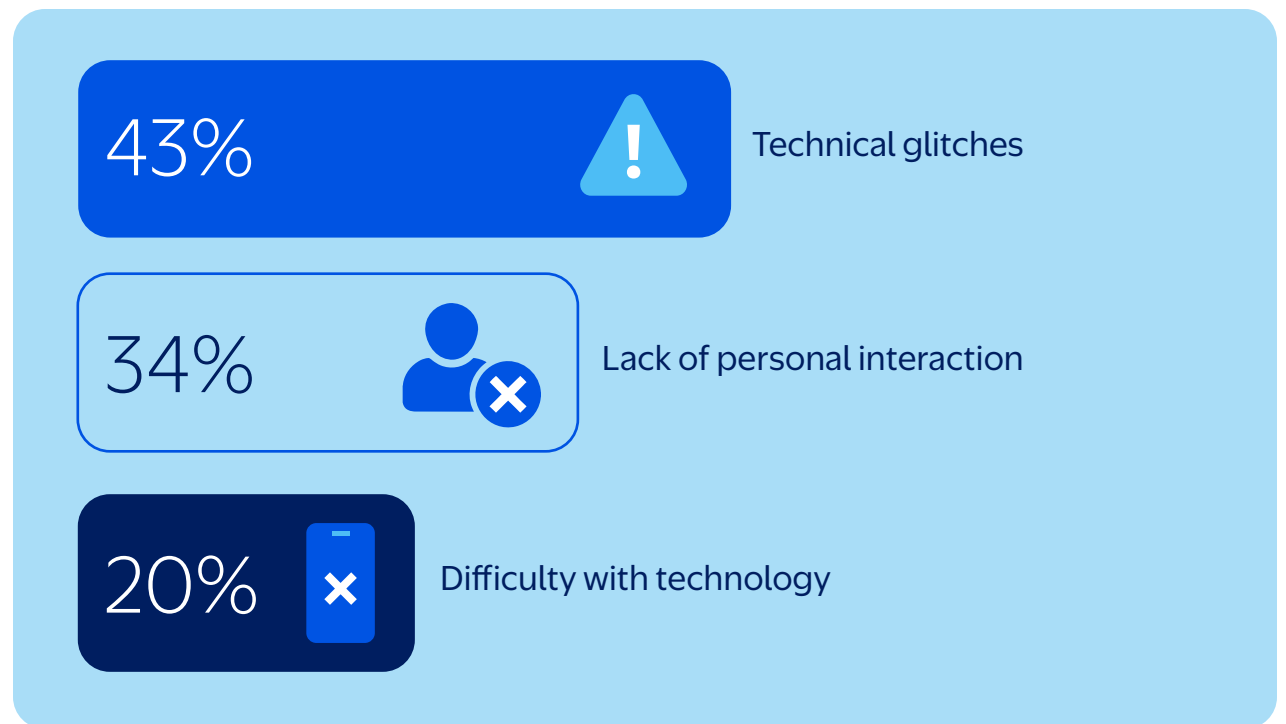 43%
Technical glitches
34%
Lack of personal interaction
20%
Difficulty with technology